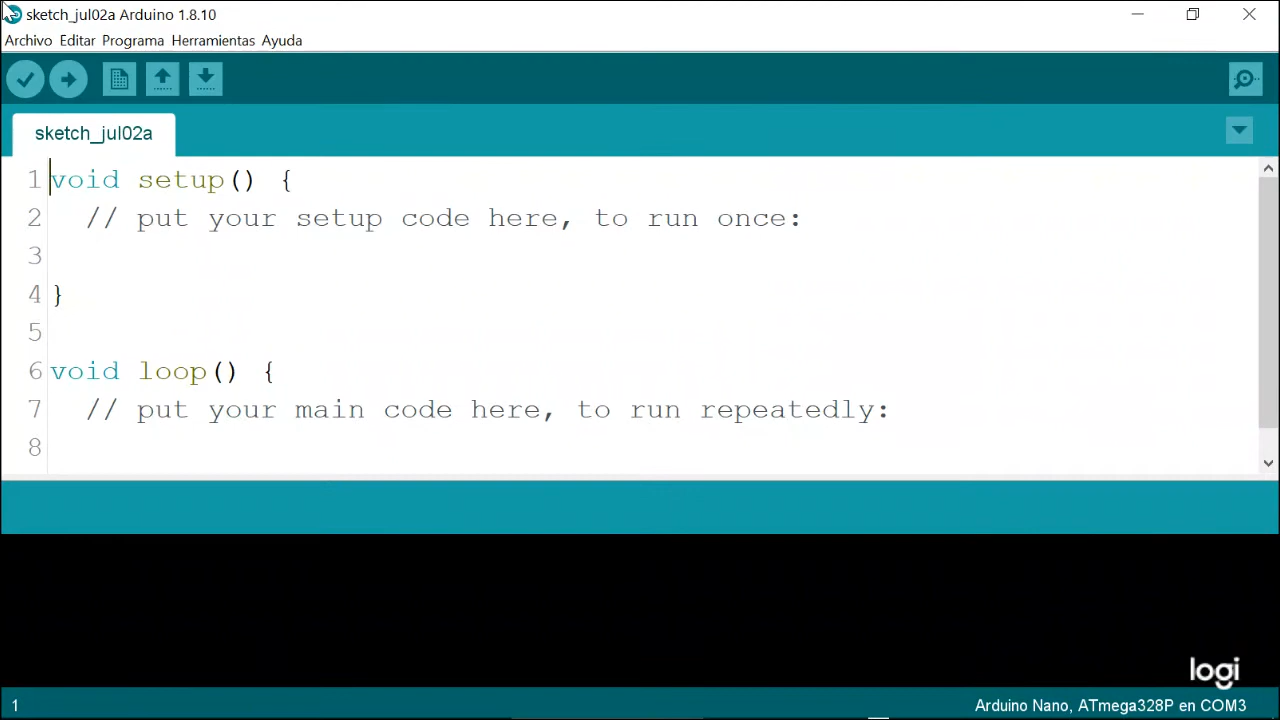 sketch_jul02a Arduino 1.8.10
Archivo Editar Programa Herramientas Ayuda
sketch_jul02a
1 void setup() {
2 // put your setup code here, to run once:
3
4 }
5
6 void loop() {
7 // put your main code here, to run repeatedly:
8
logi
1 Arduino Nano, ATmega328P en COM3